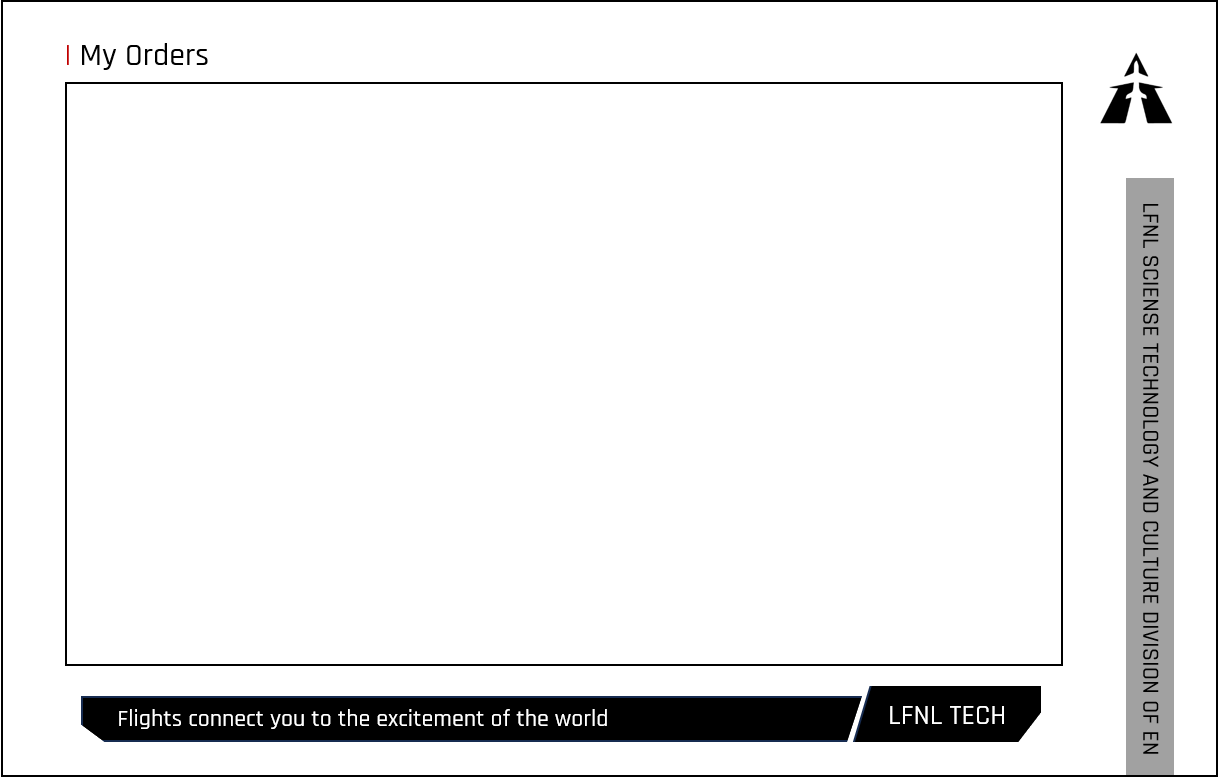 My Orders
LFNL SCIENSE TECHNOLOGY AND CULTURE DIVISION OF EN
Flights connect you to the excitement of the world
LFNL TECH